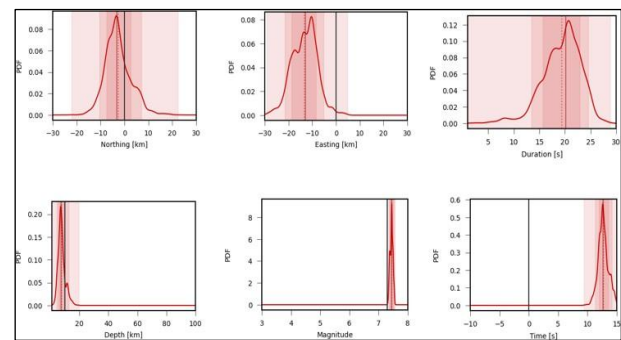 PDF
0.08
0.06
0.04
0.02
0.00
−30 −20 −10 0 10 20 30
Northing [km]
PDF
0.08
0.06
0.04
0.02
0.00
−30 −20 −10 0 10 20 30
Easting [km]
PDF
0.12
0.10
0.08
0.06
0.04
0.02
0.00
5 10 15 20 25 30
Duration [s]
PDF
0.20
0.15
0.10
0.05
0.00
20 40 60 80 100
Depth [km]
PDF
8
6
4
2
0
3 4 5 6 7 8
Magnitude
PDF
0.6
0.5
0.4
0.3
0.2
0.1
0.0
−10 −5 0 5 10 15
Time [s]